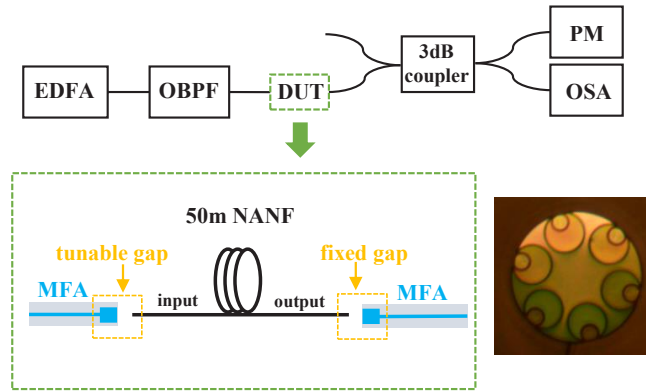 EDFA
OBPF
DUT
3dB
coupler
PM
OSA
50m NANF
tunable gap
fixed gap
MFA
input
output
MFA